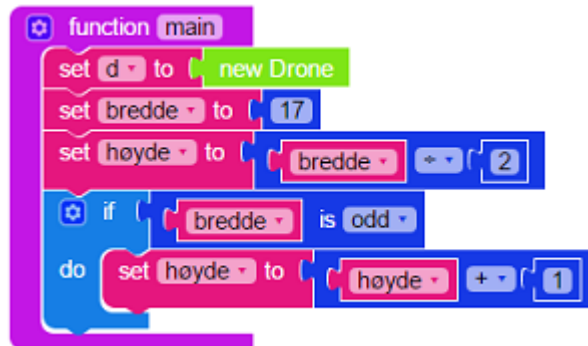 function main
set d to new Drone
set bredde to 17
set høyde to bredde ÷ 2
if bredde is odd
do set høyde to høyde + 1